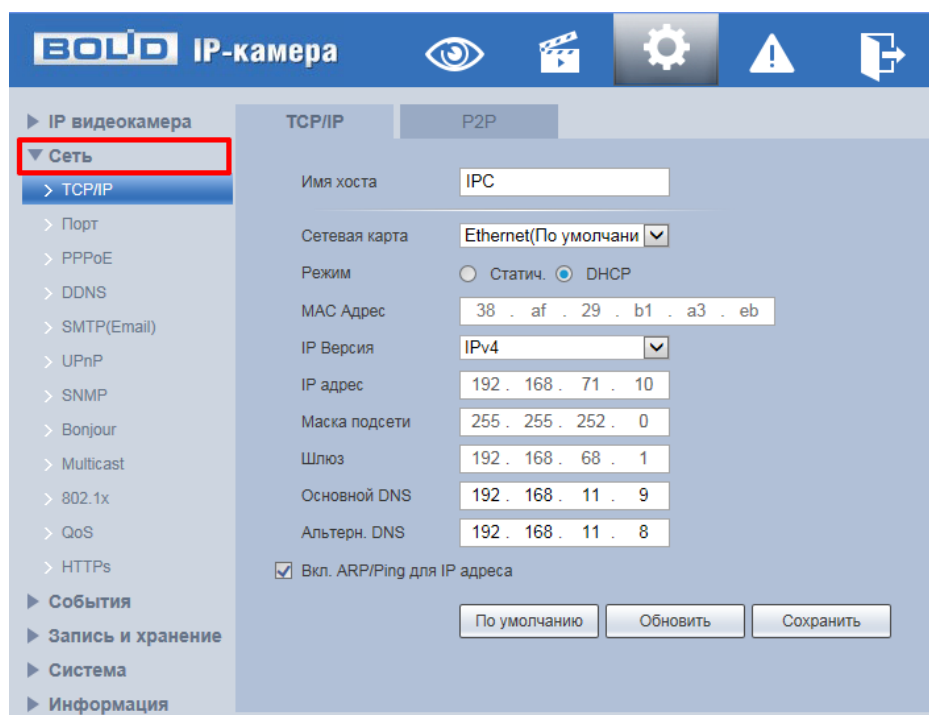 BOLID IP-камера
IP видеокамера
Сеть
TCP/IP
Порт
PPPoE
DDNS
SMTP(Email)
UPnP
SNMP
Bonjour
Multicast
802.1x
QoS
HTTPs
События
Запись и хранение
Система
Информация
TCP/IP P2P
Имя хоста IPC
Сетевая карта Ethernet(По умолчани
Режим Статич. DHCP
MAC Адрес 38 . af . 29 . b1 . a3 . eb
IP Версия IPv4
IP адрес 192 . 168 . 71 . 10
Маска подсети 255 . 255 . 252 . 0
Шлюз 192 . 168 . 68 . 1
Основной DNS 192 . 168 . 11 . 9
Альтерн. DNS 192 . 168 . 11 . 8
Вкл. ARP/Ping для IP адреса
По умолчанию Обновить Сохранить